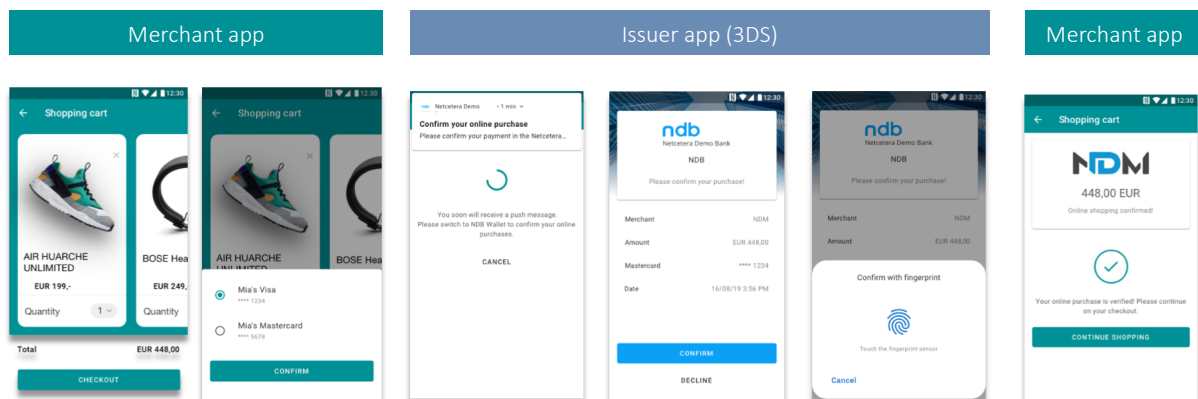 Merchant app
Issuer app (3DS)
Merchant app
12:30
Shopping cart
AIR HUARCHE
UNLIMITED
EUR 199,-
Quantity
1
BOSE Hea
EUR 249,
Quantity
Total
EUR 448,00
CHECKOUT
12:30
Shopping cart
AIR HUARCHE
UNLIMITED
BOSE Hea
Mia's Visa
**** 1234
Mia's Mastercard
**** 5678
CONFIRM
ndb Netcetera Demo • 1 min
Confirm your online purchase
Please confirm your payment in the Netcetera...
You soon will receive a push message.
Please switch to NDB Wallet to confirm your online
purchases.
CANCEL
12:30
ndb
Netcetera Demo Bank
NDB
Please confirm your purchase!
Merchant NDM
Amount EUR 448,00
Mastercard **** 1234
Date 16/08/19 3:56 PM
CONFIRM
DECLINE
12:30
ndb
Netcetera Demo Bank
NDB
Please confirm your purchase!
Merchant NDM
Amount EUR 448,00
Confirm with fingerprint
Touch the fingerprint sensor
Cancel
12:30
Shopping cart
NDM
448,00 EUR
Online shopping confirmed!
Your online purchase is verified! Please continue
on your checkout.
CONTINUE SHOPPING